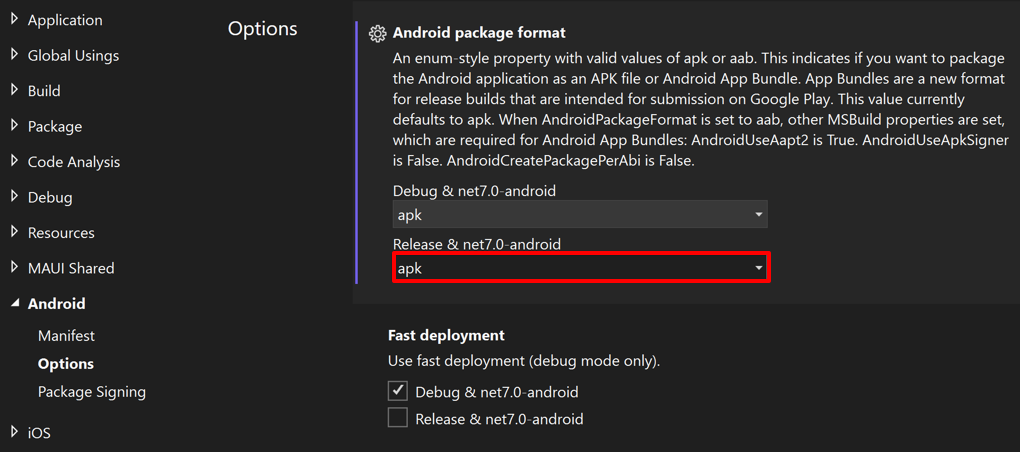 Application
Global Usings
Build
Package
Code Analysis
Debug
Resources
MAUI Shared
Android
Manifest
Options
Package Signing
iOS
Options
Android package format
An enum-style property with valid values of apk or aab. This indicates if you want to package
the Android application as an APK file or Android App Bundle. App Bundles are a new format
for release builds that are intended for submission on Google Play. This value currently
defaults to apk. When AndroidPackageFormat is set to aab, other MSBuild properties are set,
which are required for Android App Bundles: AndroidUseAapt2 is True. AndroidUseApkSigner
is False. AndroidCreatePackagePerAbi is False.
Debug & net7.0-android
apk
Release & net7.0-android
apk
Fast deployment
Use fast deployment (debug mode only).
Debug & net7.0-android
Release & net7.0-android